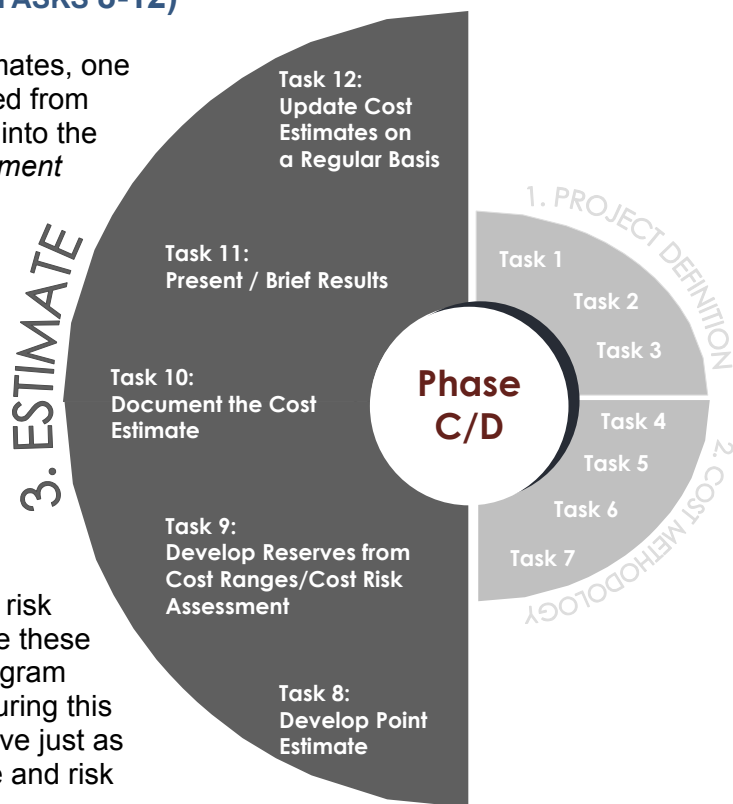 TASKS 8-12)
mates, one
ed from
into the
ment
risk
e these
gram
uring this
ve just as
e and risk
3. ESTIMATE
Task 12:
Update Cost
Estimates on
a Regular Basis
Task 11:
Present / Brief Results
Task 10:
Document the Cost
Estimate
Task 9:
Develop Reserves from
Cost Ranges/Cost Risk
Assessment
Task 8:
Develop Point
Estimate
Phase
C/D
1. PROJECT DEFINITION
Task 1
Task 2
Task 3
Task 4
Task 5
Task 6
Task 7
2. COST METHODOLOGY